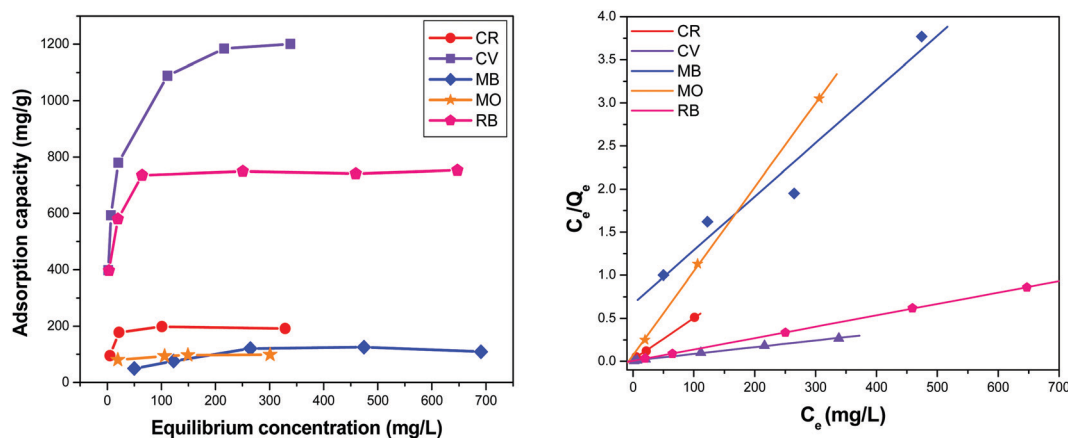 CR
CV
MB
MO
RB
1200
1000
800
600
400
200
0
0 100 200 300 400 500 600 700
Adsorption capacity (mg/g)
Equilibrium concentration (mg/L)
CR
CV
MB
MO
RB
4.0
3.5
3.0
2.5
2.0
1.5
1.0
0.5
0.0
0 100 200 300 400 500 600 700
Ce/Qe
Ce (mg/L)